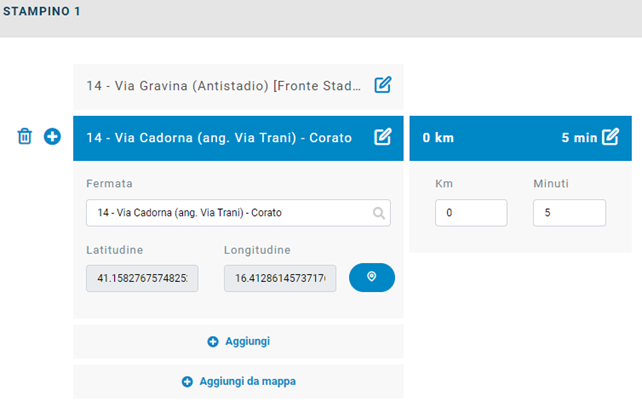 STAMPINO 1
14 - Via Gravina (Antistadio) [Fronte Stad...
14 - Via Cadorna (ang. Via Trani) - Corato
0 km 5 min
Fermata
Km Minuti
14 - Via Cadorna (ang. Via Trani) - Corato
0 5
Latitudine Longitudine
41.1582767574825 16.4128614573717
Aggiungi
Aggiungi da mappa